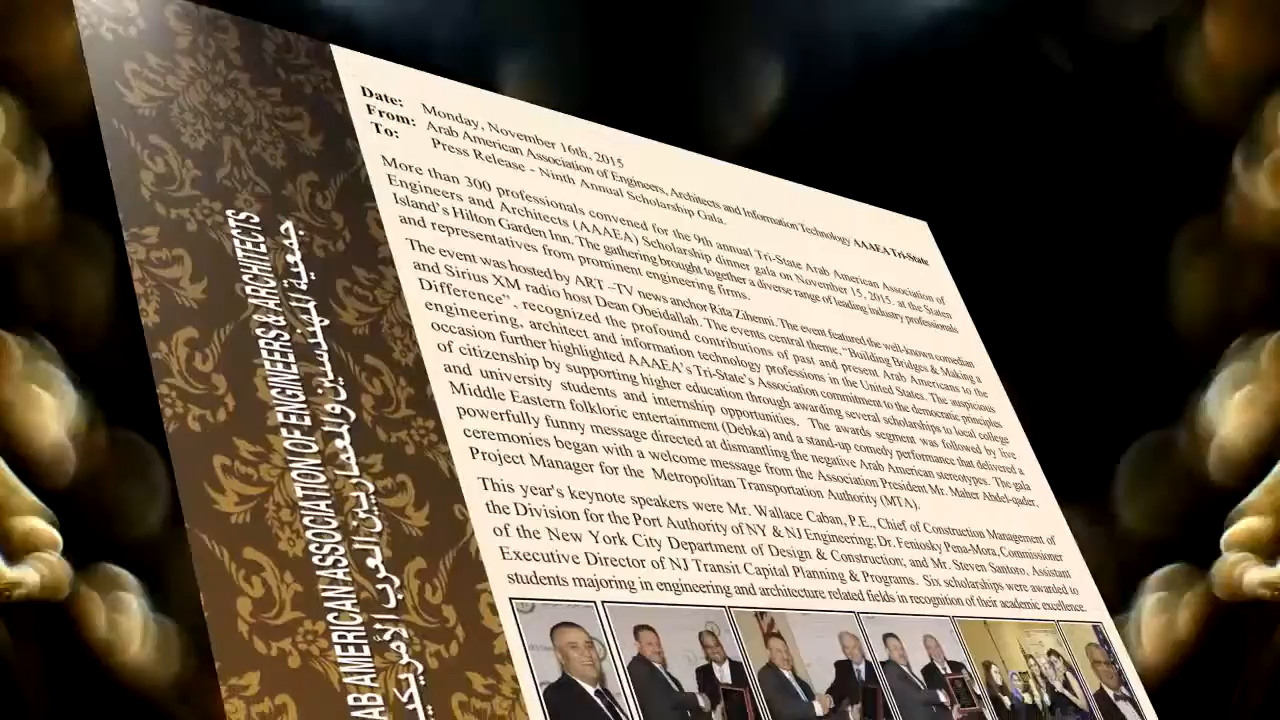 Date: Monday, November 16th, 2015
From: Arab American Association of Engineers, Architects and Information Technology AAAEA Tri-State
To: Press Release - Ninth Annual Scholarship Gala.
More than 300 professionals convened for the 9th annual Tri-State Arab American Association of
Engineers and Architects (AAAEA) Scholarship dinner gala on November 15, 2015, at the Staten
Island's Hilton Garden Inn. The gathering brought together a diverse range of leading industry professionals
and representatives from prominent engineering firms.
The event was hosted by ART –TV news anchor Rita Zihenni. The event featured the well-known comedian
and Sirius XM radio host Dean Obeidallah. The events central theme, "Building Bridges & Making a
Difference", recognized the profound contributions of past and present Arab Americans to the
engineering, architect and information technology professions in the United States. The auspicious
occasion further highlighted AAAEA's Tri-State's Association commitment to the democratic principles
of citizenship by supporting higher education through awarding several scholarships to local college
and university students and internship opportunities. The awards segment was followed by live
Middle Eastern folkloric entertainment (Debka) and a stand-up comedy performance that delivered a
powerfully funny message directed at dismantling the negative Arab American stereotypes. The gala
ceremonies began with a welcome message from the Association President Mr. Maher Abdel-qader,
Project Manager for the Metropolitan Transportation Authority (MTA).
This year's keynote speakers were Mr. Wallace Caban, P.E., Chief of Construction Management of
the Division for the Port Authority of NY & NJ Engineering; Dr. Feniosky Pena-Mora, Commissioner
of the New York City Department of Design & Construction; and Mr. Steven Santoro, Assistant
Executive Director of NJ Transit Capital Planning & Programs. Six scholarships were awarded to
students majoring in engineering and architecture related fields in recognition of their academic excellence.
AB AMERICAN ASSOCIATION OF ENGINEERS & ARCHITECTS
جمعية المهندسين والمعماريين العرب الأمريكيـ